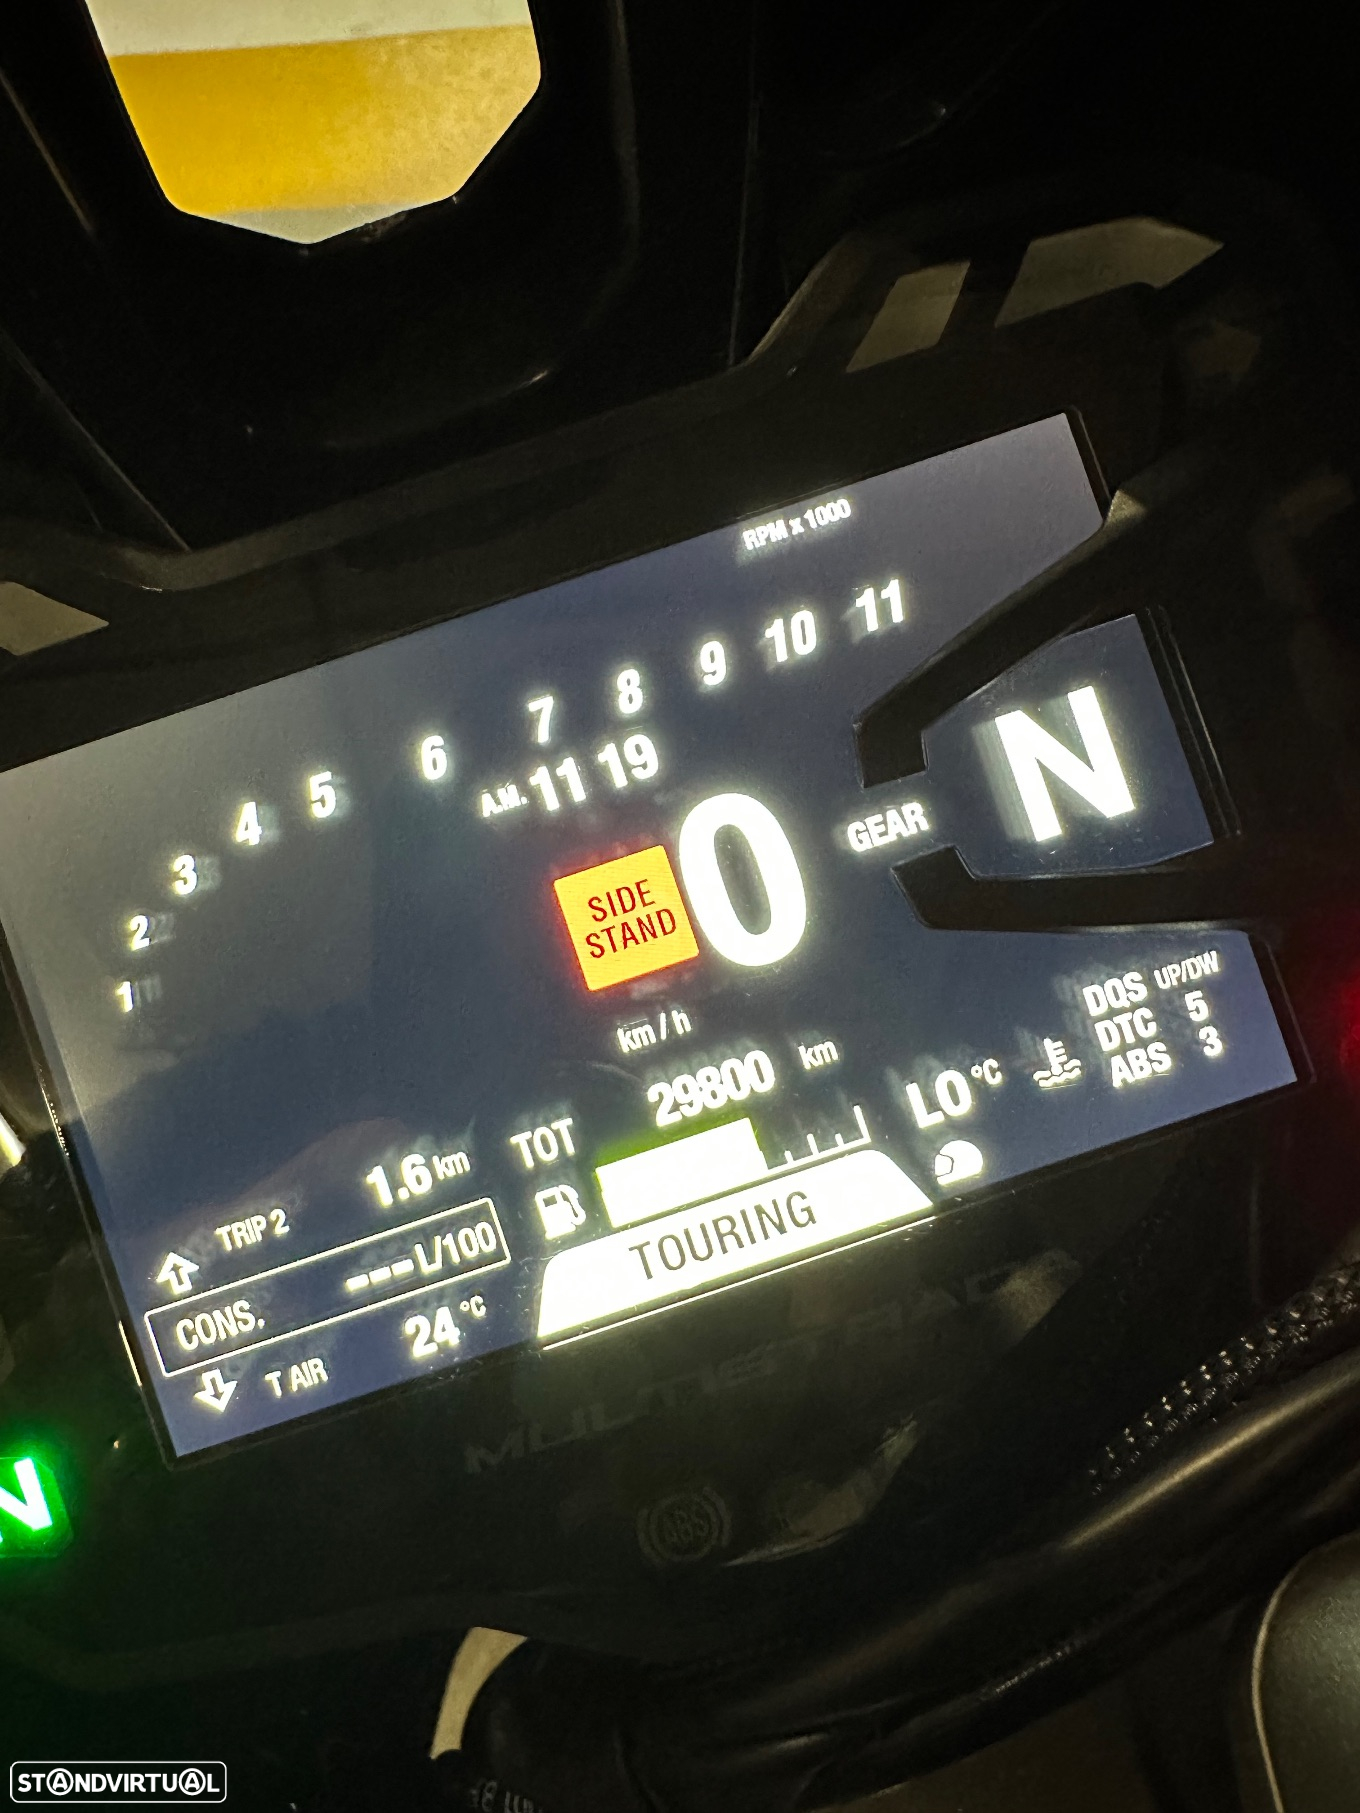 RPM x 1000
1 2 3 4 5 6 7 8 9 10 11
A.M. 11 19
SIDE
STAND
0
km / h
GEAR
N
DQS UP/DW
DTC 5
ABS 3
TOT 29800 km
LO °C
TRIP 2 1.6 km
CONS. --- L/100
T AIR 24 °C
TOURING
MULTISTRADA
ABS
N
STANDVIRTUAL